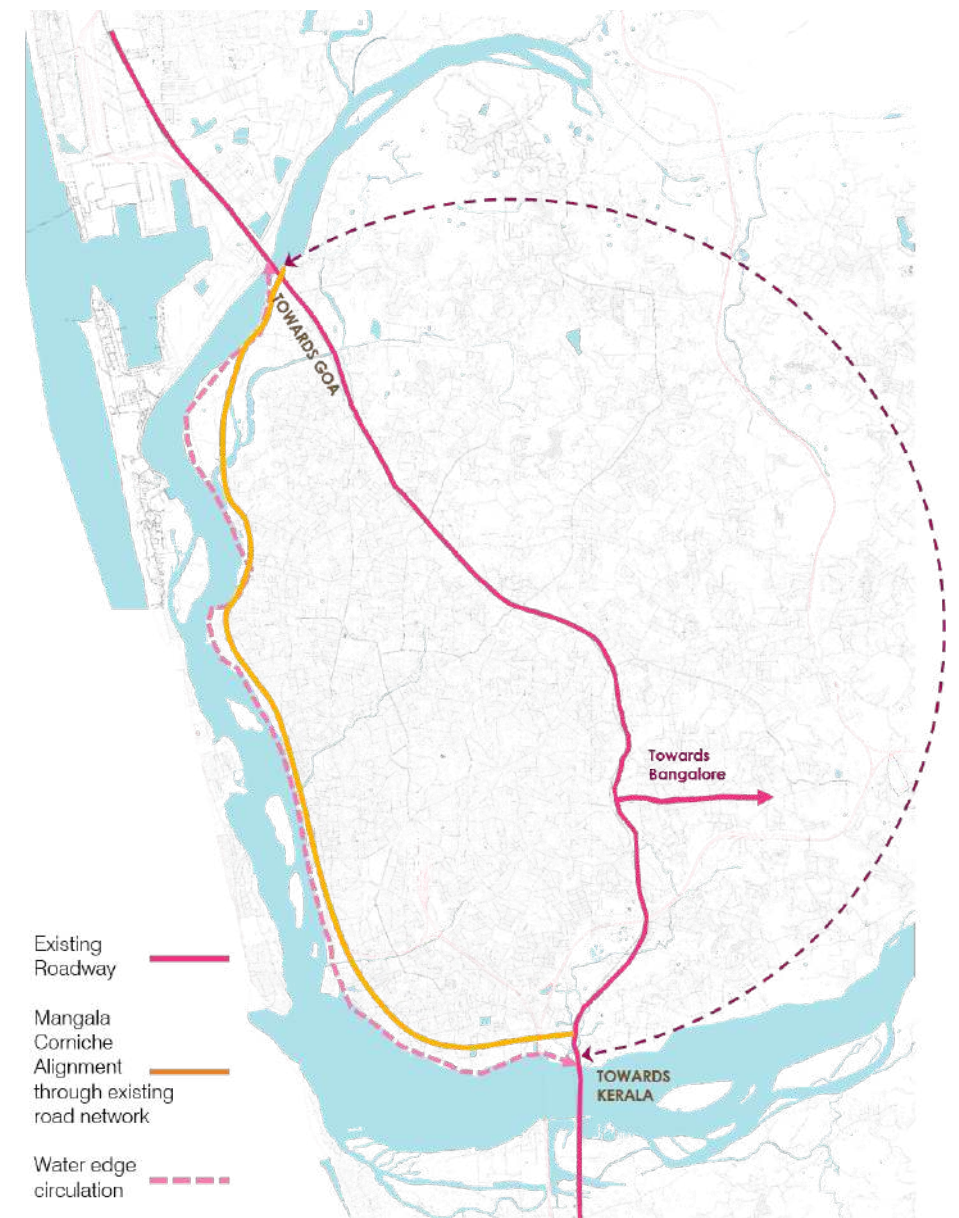 TOWARDS GOA
Towards
Bangalore
Existing
Roadway
Mangala
Corniche
Alignment
through existing
road network
TOWARDS
KERALA
Water edge
circulation